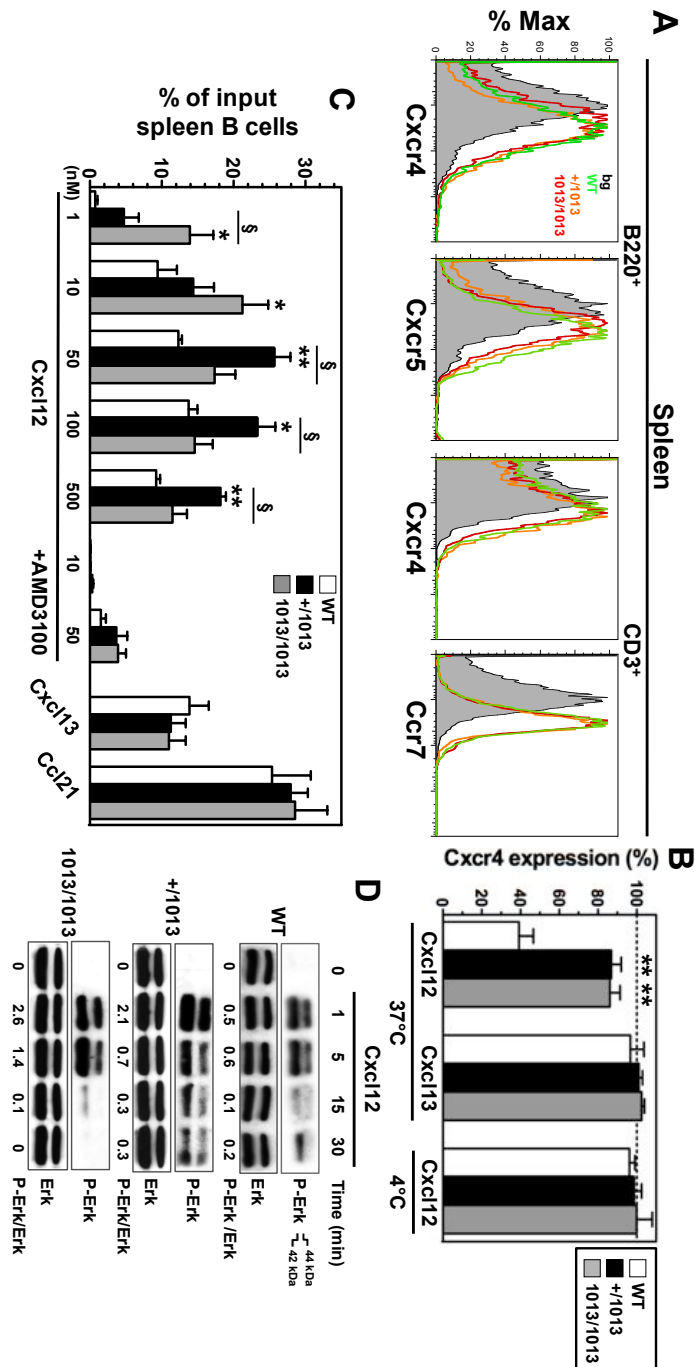 A
Spleen
B220⁺
CD3⁺
% Max
100
80
60
40
20
bg
WT
+/1013
1013/1013
Cxcr4
Cxcr5
Cxcr4
Ccr7
B
Cxcr4 expression (%)
100
80
60
40
20
0
** **
Cxcl12
Cxcl13
Cxcl12
37°C
4°C
WT
+/1013
1013/1013
C
% of input
spleen B cells
30
20
10
0
§
*
*
§
**
§
*
§
**
WT
+/1013
1013/1013
(nM)
1
10
50
100
500
10
50
+AMD3100
Cxcl12
Cxcl13
Ccl21
D
Cxcl12
0
1
5
15
30
Time (min)
WT
P-Erk
44 kDa
42 kDa
Erk
0
0.5
0.6
0.1
0.2
P-Erk /Erk
+/1013
P-Erk
Erk
0
2.1
0.7
0.3
0.3
P-Erk/Erk
1013/1013
P-Erk
Erk
0
2.6
1.4
0.1
0
P-Erk/Erk